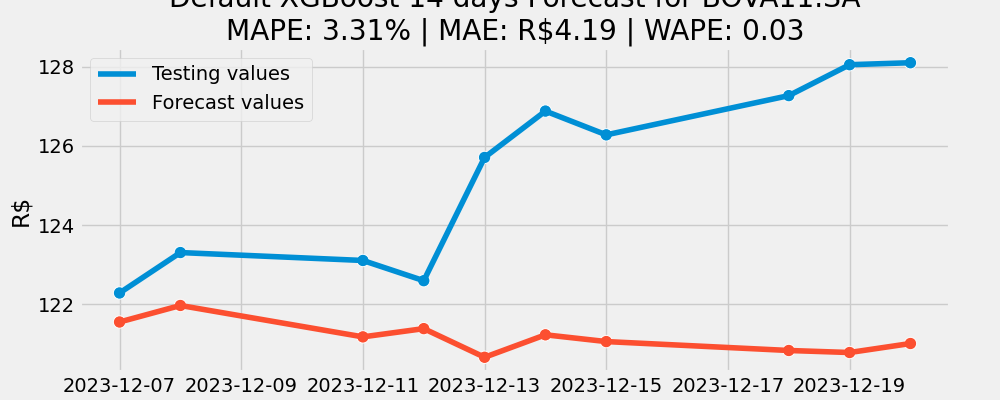 Default XGBoost 14 days Forecast for BOVA11.SA
MAPE: 3.31% | MAE: R$4.19 | WAPE: 0.03
128
Testing values
Forecast values
126
R$
124
122
2023-12-07 2023-12-09 2023-12-11 2023-12-13 2023-12-15 2023-12-17 2023-12-19